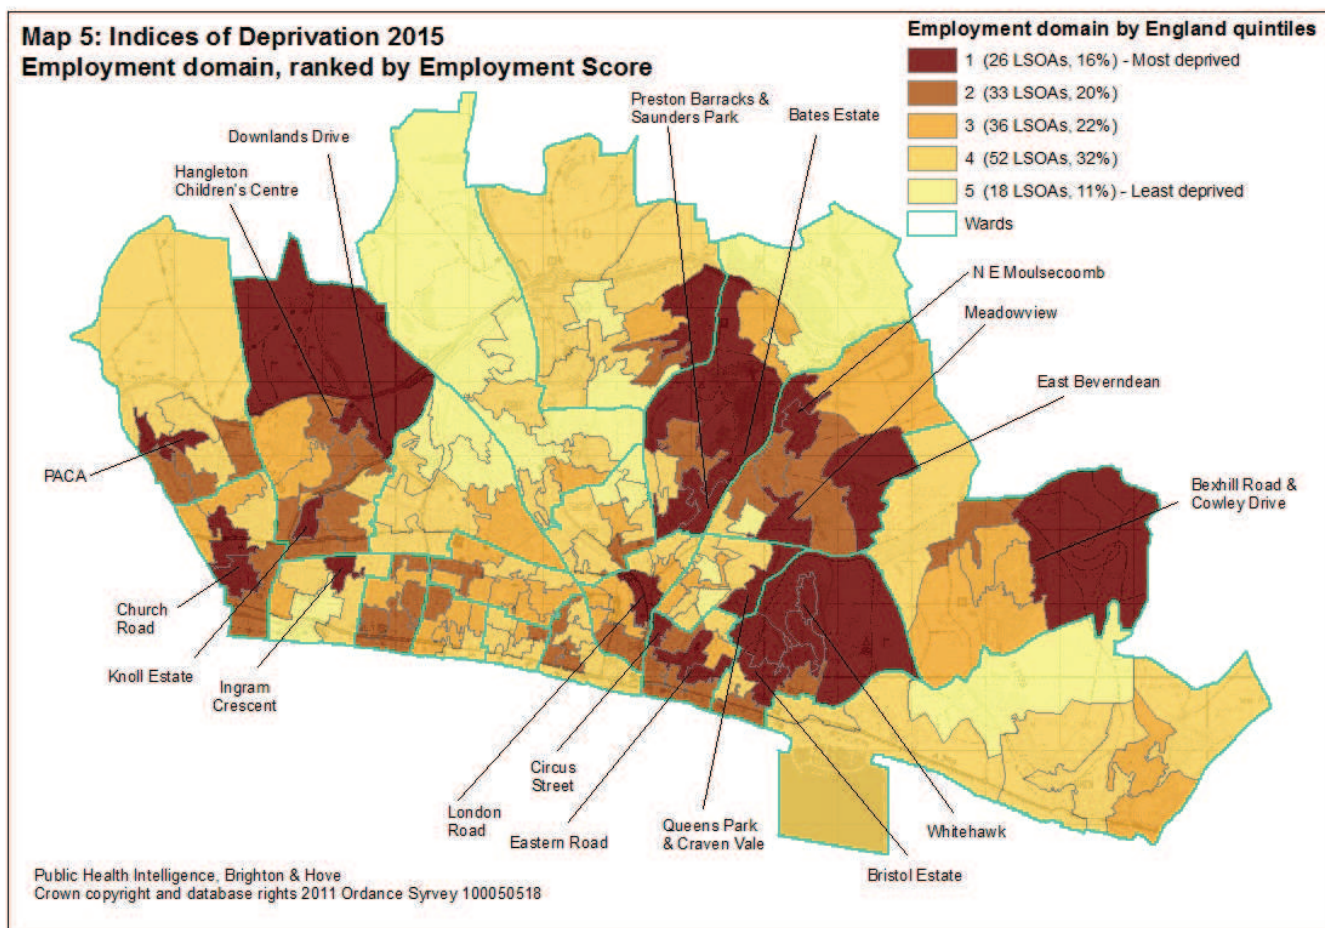 Map 5: Indices of Deprivation 2015
Employment domain, ranked by Employment Score
Employment domain by England quintiles
1 (26 LSOAs, 16%) - Most deprived
2 (33 LSOAs, 20%)
3 (36 LSOAs, 22%)
4 (52 LSOAs, 32%)
5 (18 LSOAs, 11%) - Least deprived
Wards
Preston Barracks &
Saunders Park
Bates Estate
Downlands Drive
Hangleton
Children's Centre
N E Moulsecoomb
Meadowview
East Beverndean
PACA
Bexhill Road &
Cowley Drive
Church
Road
Knoll Estate
Ingram
Crescent
Circus
Street
London
Road
Eastern Road
Queens Park
& Craven Vale
Whitehawk
Bristol Estate
Public Health Intelligence, Brighton & Hove
Crown copyright and database rights 2011 Ordance Syrvey 100050518